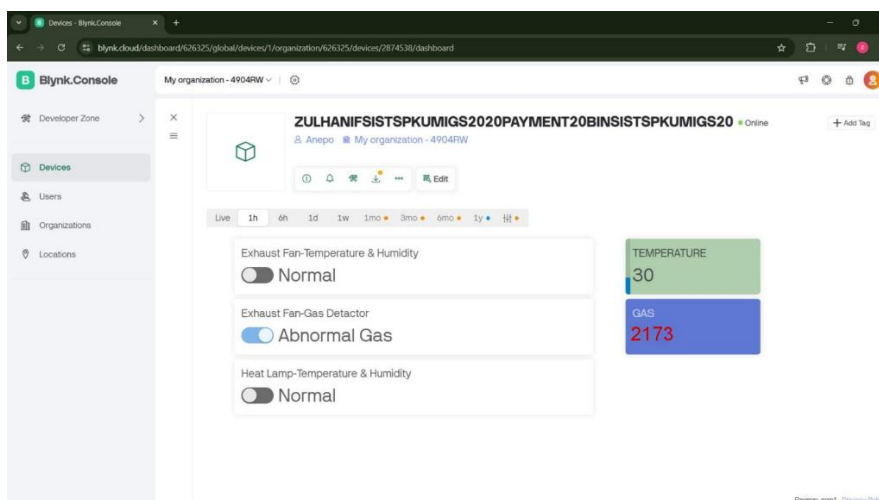 Devices - Blynk.Console
blynk.cloud/dashboard/626325/global/devices/1/organization/626325/devices/2874538/dashboard
B Blynk.Console
My organization - 4904RW
Developer Zone
Devices
Users
Organizations
Locations
ZULHANIFSISTSPKUMIGS2020PAYMENT20BINSISTSPKUMIGS20 Online
+ Add Tag
Anepo My organization - 4904RW
Edit
Live 1h 6h 1d 1w 1mo 3mo 6mo 1y
Exhaust Fan-Temperature & Humidity
Normal
TEMPERATURE
30
Exhaust Fan-Gas Detactor
Abnormal Gas
GAS
2173
Heat Lamp-Temperature & Humidity
Normal